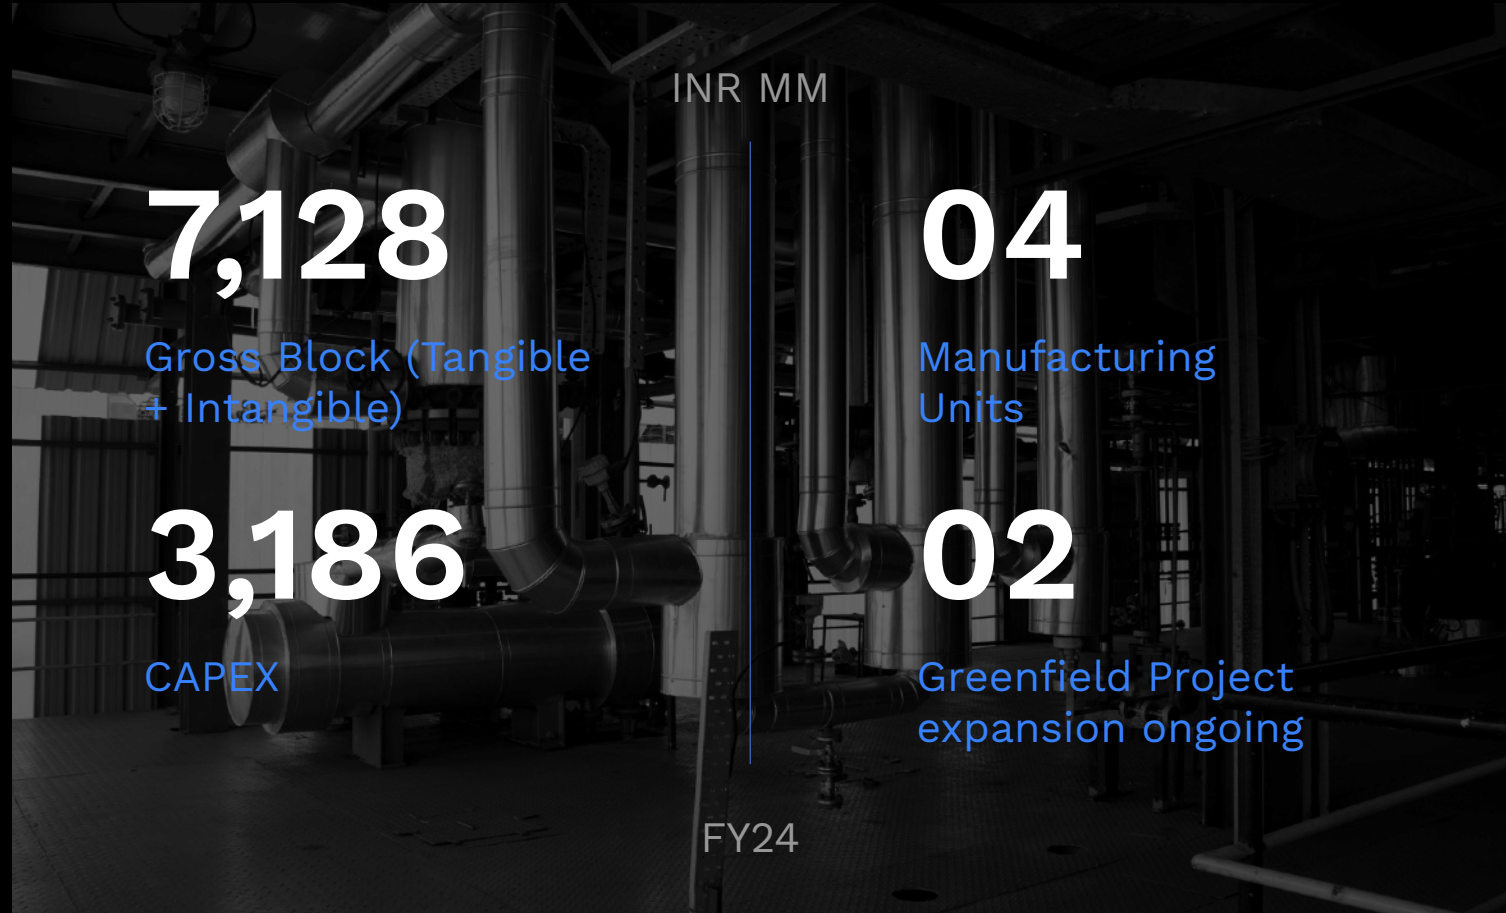 INR MM
7,128
Gross Block (Tangible
+ Intangible)
3,186
CAPEX
04
Manufacturing
Units
02
Greenfield Project
expansion ongoing
FY24